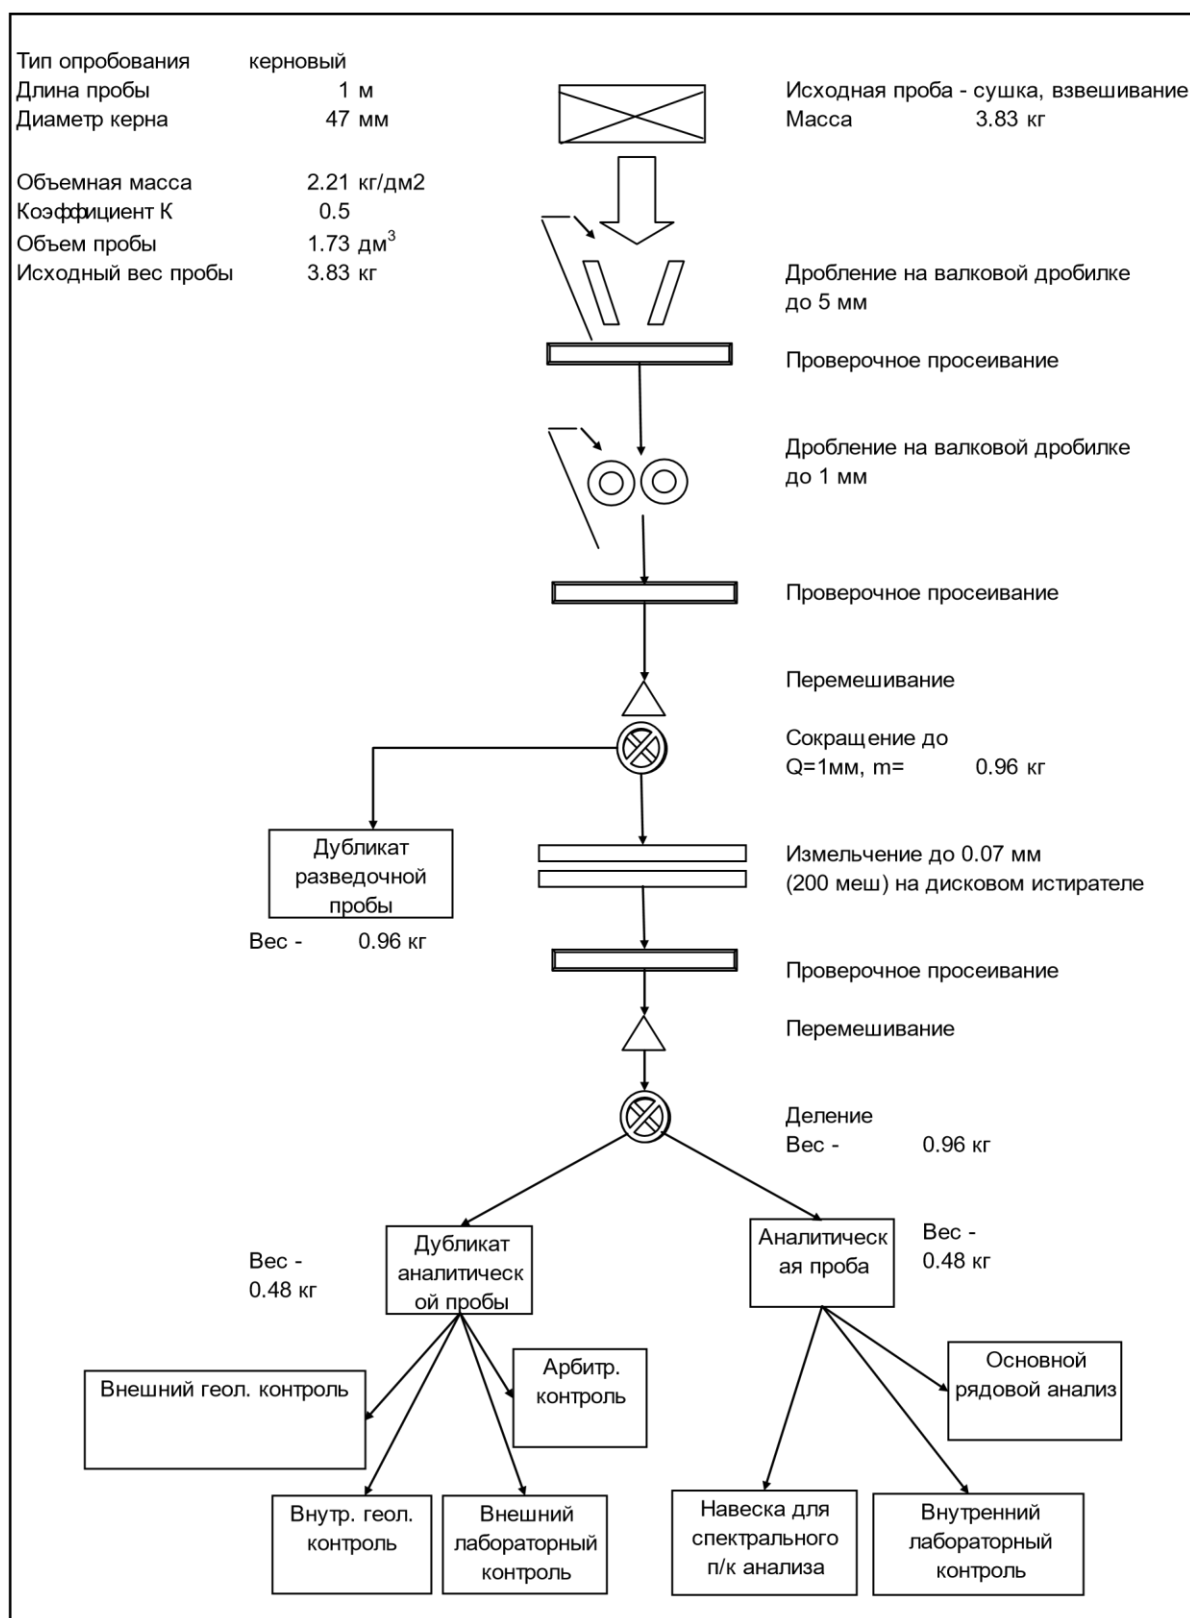 Тип опробования керновый
Длина пробы 1 м
Диаметр керна 47 мм
Объемная масса 2.21 кг/дм2
Коэффициент К 0.5
Объем пробы 1.73 дм³
Исходный вес пробы 3.83 кг
Исходная проба - сушка, взвешивание
Масса 3.83 кг
Дробление на валковой дробилке
до 5 мм
Проверочное просеивание
Дробление на валковой дробилке
до 1 мм
Проверочное просеивание
Перемешивание
Сокращение до
Q=1мм, m= 0.96 кг
Дубликат
разведочной
пробы
Вес - 0.96 кг
Измельчение до 0.07 мм
(200 меш) на дисковом истирателе
Проверочное просеивание
Перемешивание
Деление
Вес - 0.96 кг
Вес -
0.48 кг
Дубликат
аналитическ
ой пробы
Аналитическ
ая проба
Вес -
0.48 кг
Внешний геол. контроль
Арбитр.
контроль
Основной
рядовой анализ
Внутр. геол.
контроль
Внешний
лабораторный
контроль
Навеска для
спектрального
п/к анализа
Внутренний
лабораторный
контроль